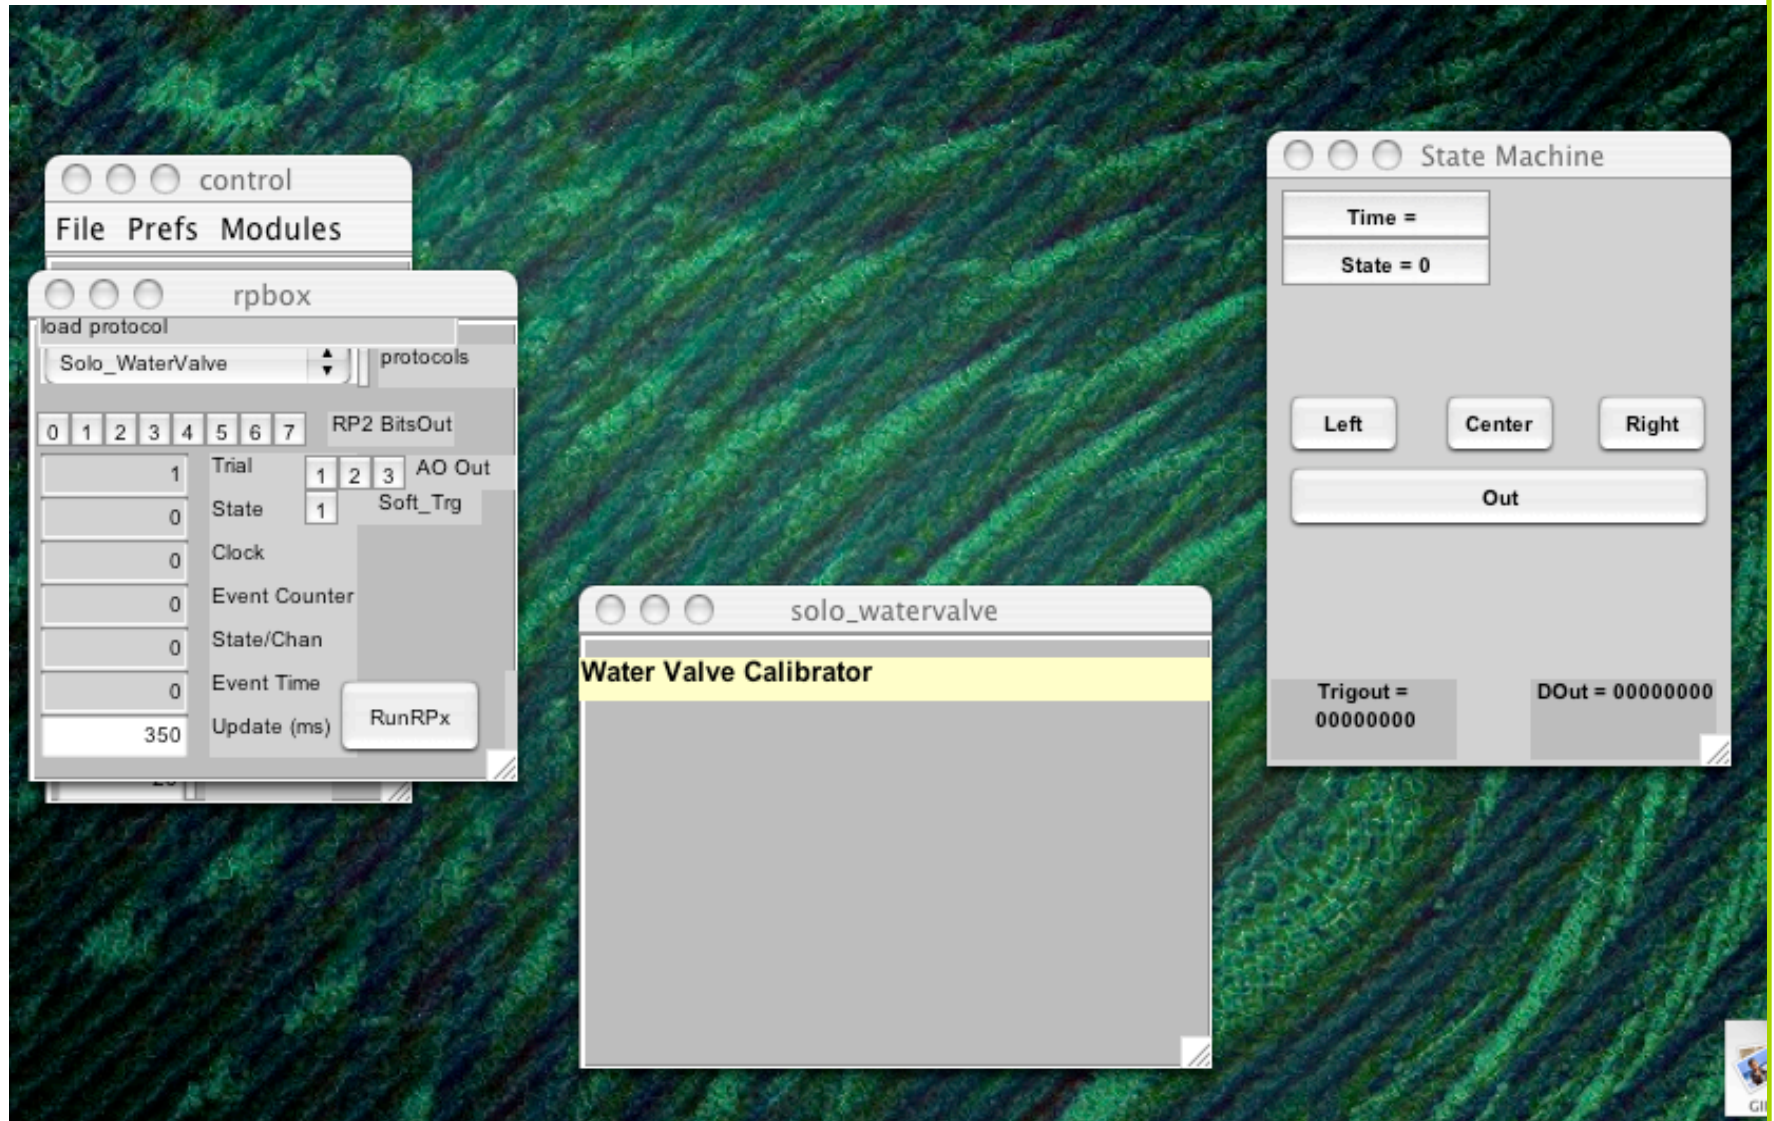 control
File Prefs Modules
rpbox
load protocol
Solo_WaterValve
protocols
0 1 2 3 4 5 6 7
RP2 BitsOut
1
Trial
1 2 3
AO Out
0
State
1
Soft_Trg
0
Clock
0
Event Counter
0
State/Chan
0
Event Time
350
Update (ms)
RunRPx
solo_watervalve
Water Valve Calibrator
State Machine
Time =
State = 0
Left
Center
Right
Out
Trigout =
00000000
DOut = 00000000